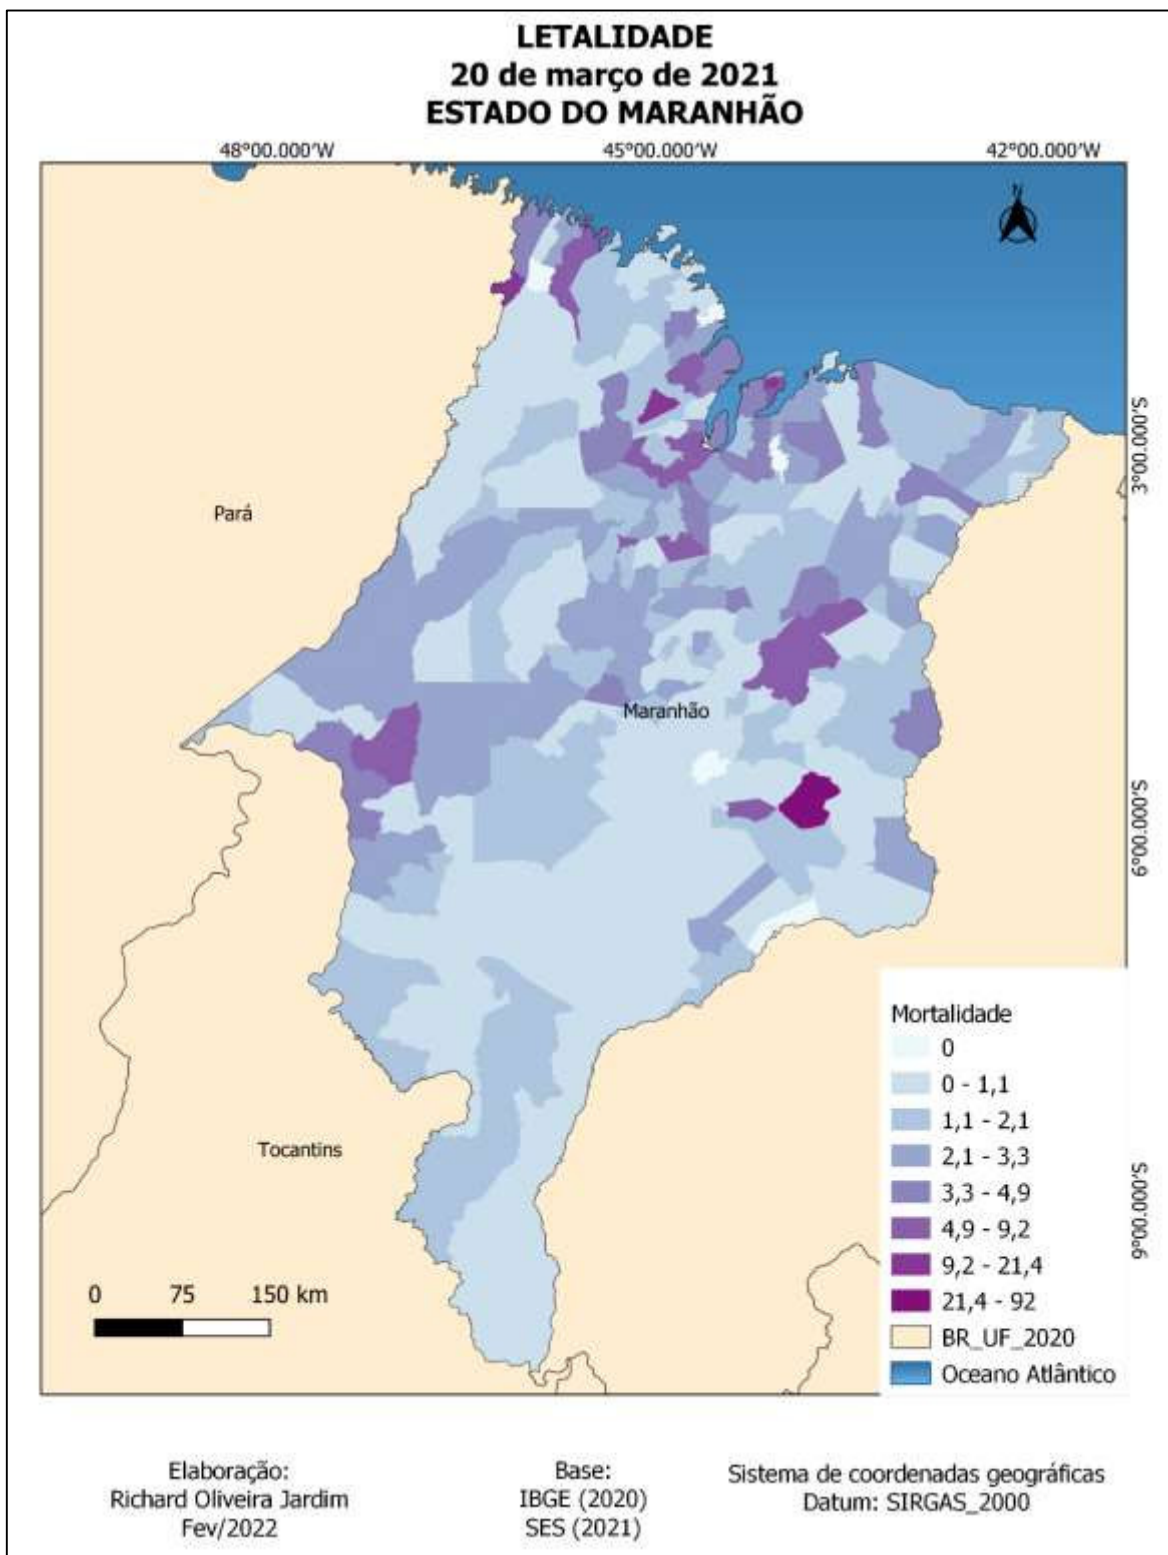 LETALIDADE
20 de março de 2021
ESTADO DO MARANHÃO
48°00.000'W
45°00.000'W
42°00.000'W
N
3°00.000'S
Pará
Maranhão
6°00.000'S
Tocantins
9°00.000'S
Mortalidade
0
0 - 1,1
1,1 - 2,1
2,1 - 3,3
3,3 - 4,9
4,9 - 9,2
9,2 - 21,4
21,4 - 92
BR_UF_2020
Oceano Atlântico
0 75 150 km
Elaboração:
Richard Oliveira Jardim
Fev/2022
Base:
IBGE (2020)
SES (2021)
Sistema de coordenadas geográficas
Datum: SIRGAS_2000